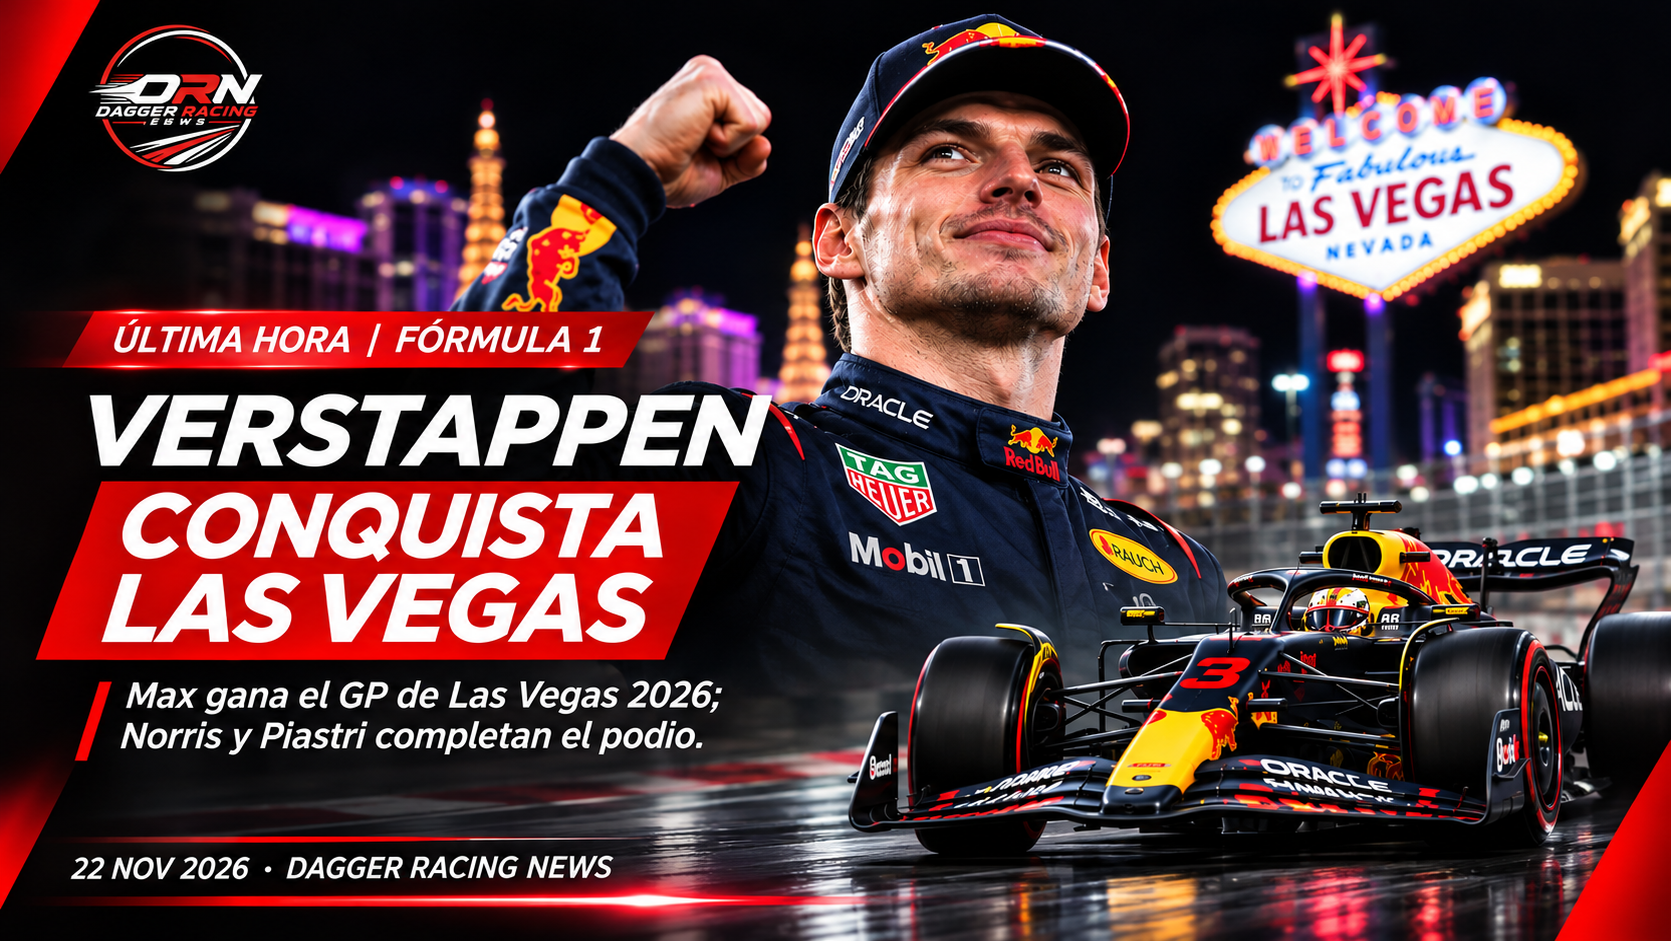 DRN
DAGGER RACING
ÚLTIMA HORA | FÓRMULA 1
VERSTAPPEN
CONQUISTA
LAS VEGAS
Max gana el GP de Las Vegas 2026;
Norris y Piastri completan el podio.
22 NOV 2026 · DAGGER RACING NEWS
WELCOME
TO Fabulous
LAS VEGAS
NEVADA
ORACLE
Red Bull
TAG
HEUER
Mobil 1
RAUCH
ORACLE
3
ORACLE